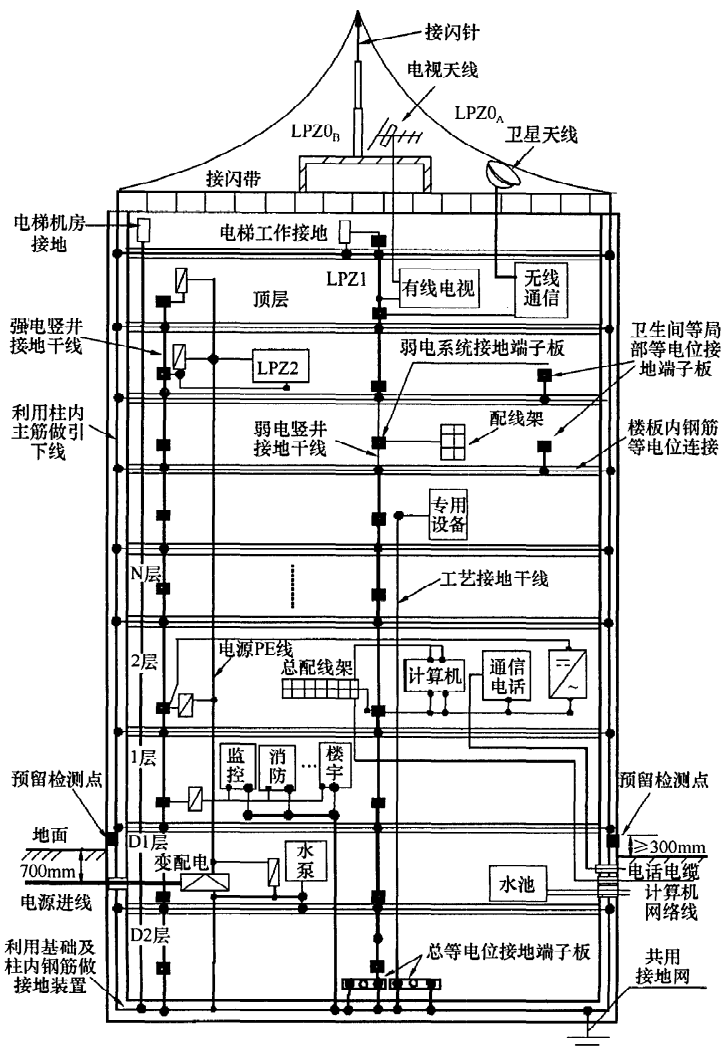 接闪针
电视天线
LPZ0A
LPZ0B
卫星天线
接闪带
电梯机房
接地
电梯工作接地
LPZ1
有线电视
无线
通信
顶层
强电竖井
接地干线
LPZ2
弱电系统接地端子板
卫生间等局
部等电位接
地端子板
利用柱内
主筋做引
下线
弱电竖井
接地干线
配线架
楼板内钢筋
等电位连接
专用
设备
N层
工艺接地干线
2层
电源PE线
总配线架
计算机
通信
电话
1层
监
控
消
防
…
楼
宇
预留检测点
预留检测点
地面
D1层
≥300mm
变配电
水
泵
700mm
电话电缆
水池
计算机
网络线
电源进线
D2层
利用基础及
柱内钢筋做
接地装置
总等电位接地端子板
共用
接地网